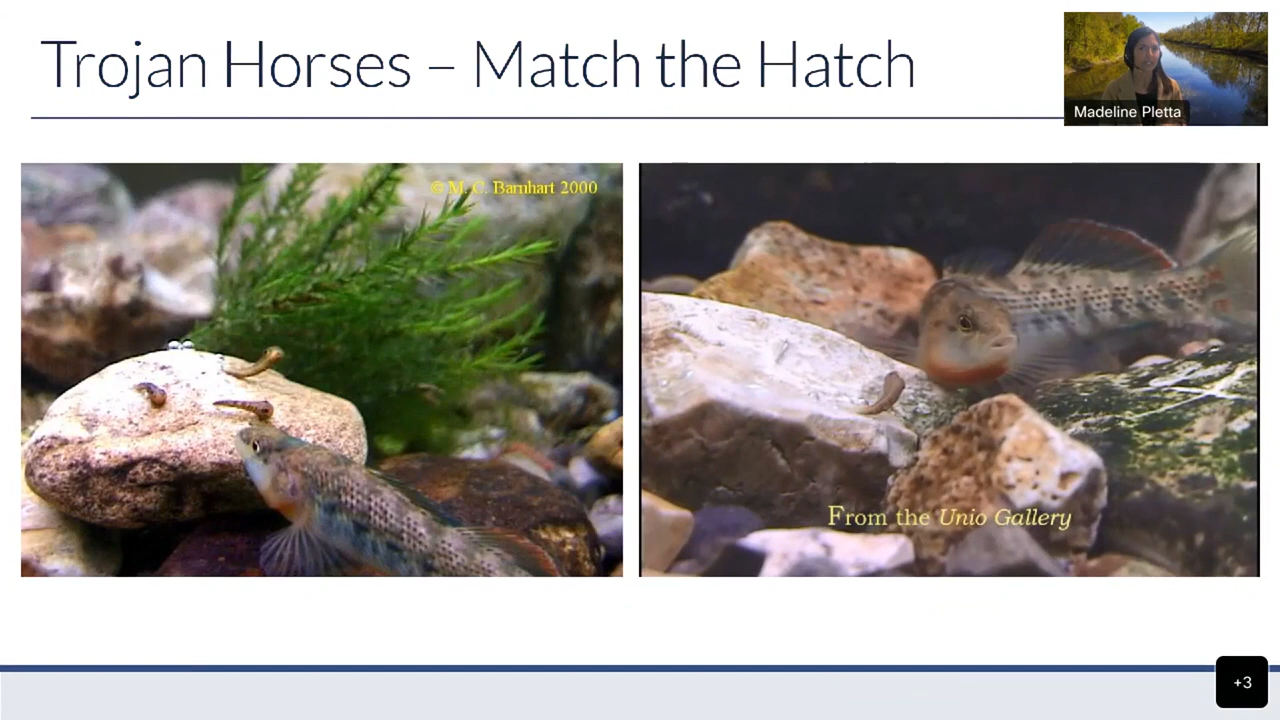 Trojan Horses – Match the Hatch
Madeline Pletta
© M. C. Barnhart 2000
From the Unio Gallery
+3